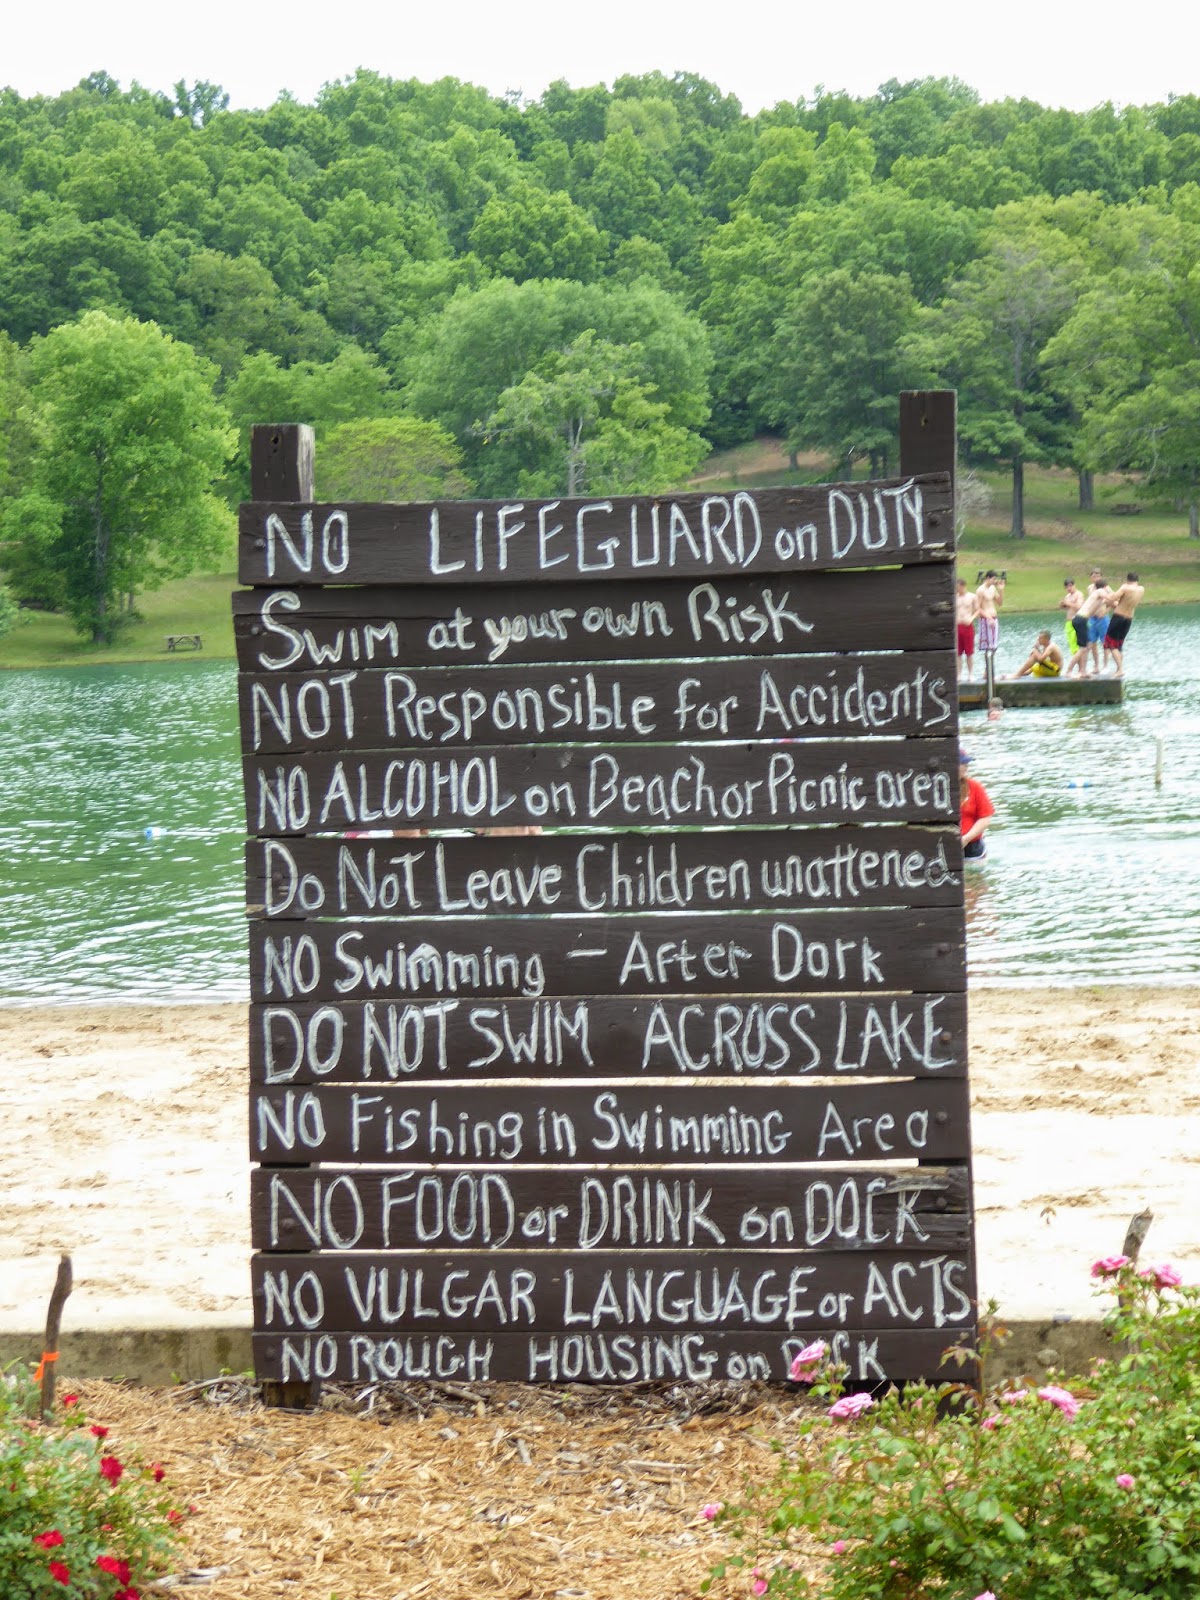 NO LIFEGUARD on DUTY
SWIM at your own Risk
NOT Responsible for Accidents
NO ALCOHOL on Beach or Picnic area
Do Not Leave Children unattened
NO Swimming - After Dork
DO NOT SWIM ACROSS LAKE
NO Fishing in SWimmiNG Area
NO FOOD or DRINK on DOCK
NO VULGAR LANGUAGE or ACTS
NO ROUGH HOUSING on DOCK